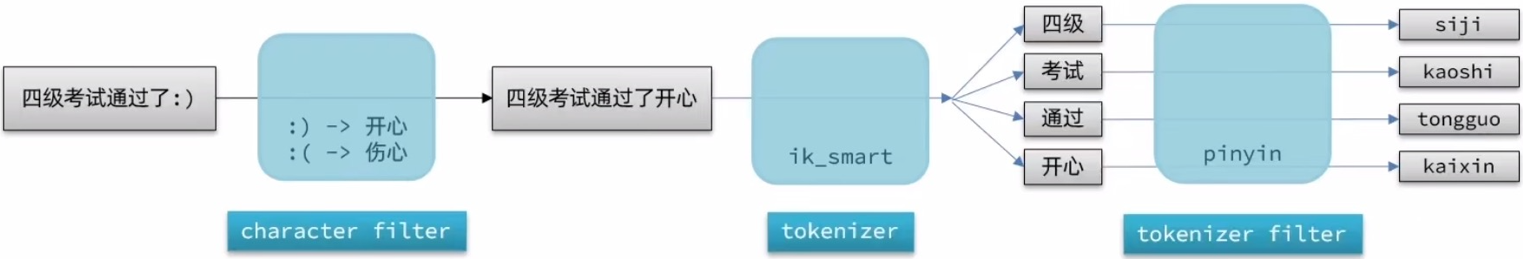 四级考试通过了:)
:) -> 开心
:( -> 伤心
character filter
四级考试通过了开心
ik_smart
tokenizer
四级
考试
通过
开心
pinyin
tokenizer filter
siji
kaoshi
tongguo
kaixin